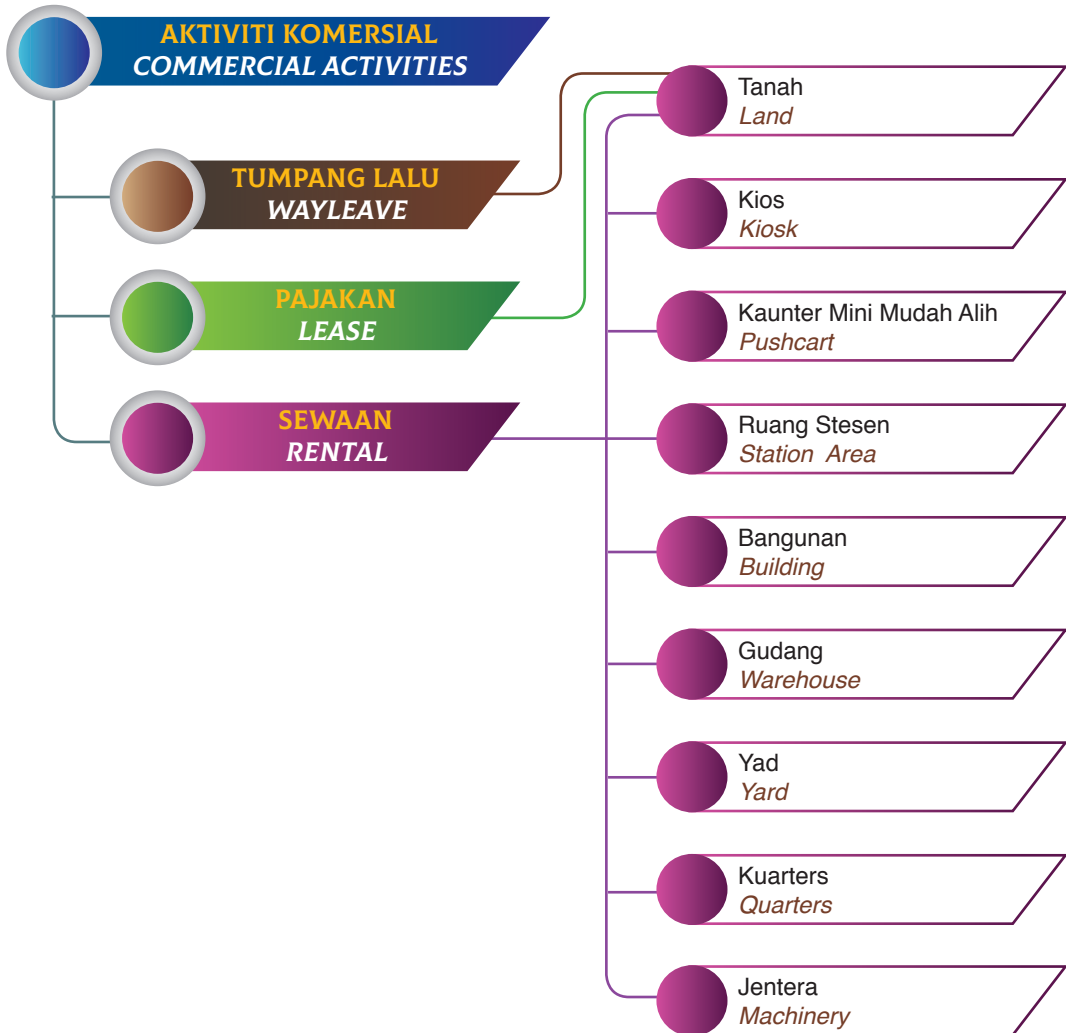 AKTIVITI KOMERSIAL
COMMERCIAL ACTIVITIES
TUMPANG LALU
WAYLEAVE
PAJAKAN
LEASE
SEWAAN
RENTAL
Tanah
Land
Kios
Kiosk
Kaunter Mini Mudah Alih
Pushcart
Ruang Stesen
Station Area
Bangunan
Building
Gudang
Warehouse
Yad
Yard
Kuarters
Quarters
Jentera
Machinery